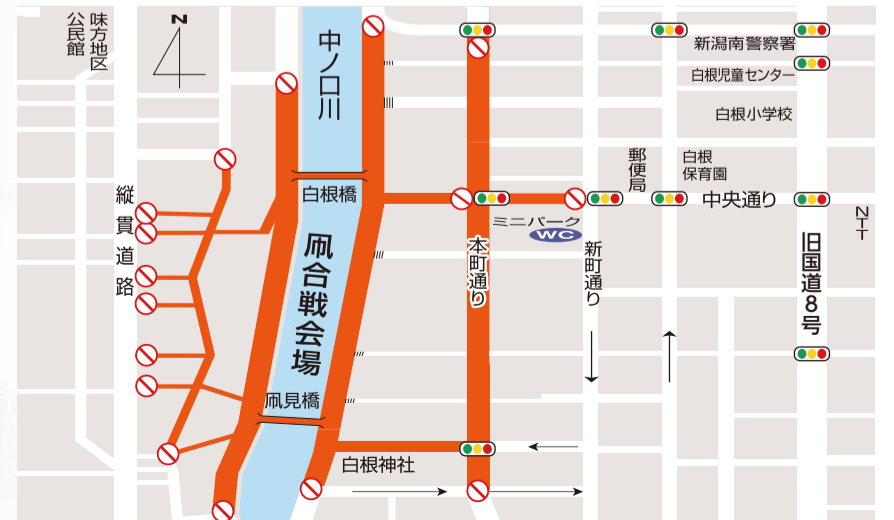 味方地区
公民館
N
中ノ口川
新潟南警察署
白根児童センター
白根小学校
郵便局
白根
保育園
縦貫道路
白根橋
中央通り
NTT
ミニパーク
WC
凧合戦会場
本町通り
新町通り
旧国道8号
凧見橋
白根神社